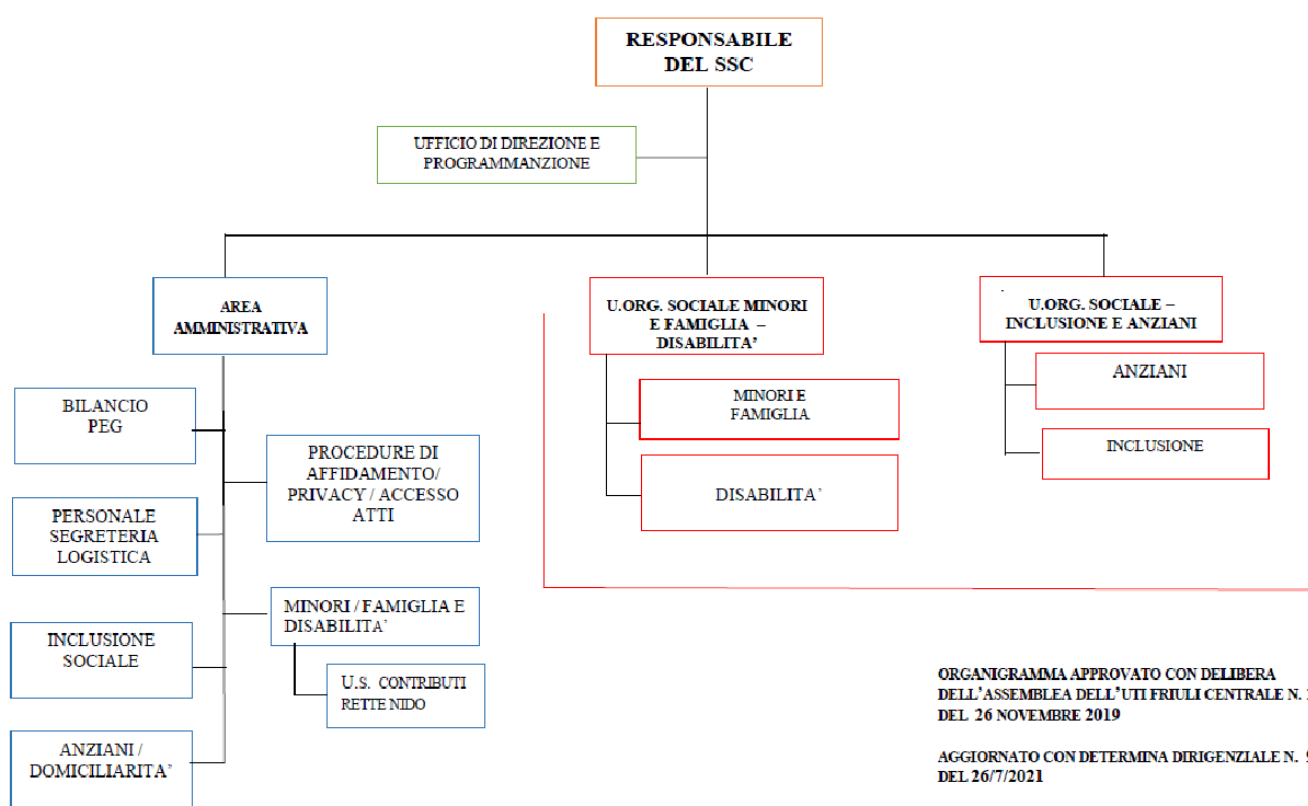 RESPONSABILE
DEL SSC
UFFICIO DI DIREZIONE E
PROGRAMMANZIONE
AREA
AMMINISTRATIVA
U.ORG. SOCIALE MINORI
E FAMIGLIA –
DISABILITA’
U.ORG. SOCIALE –
INCLUSIONE E ANZIANI
BILANCIO
PEG
PROCEDURE DI
AFFIDAMENTO/
PRIVACY / ACCESSO
ATTI
PERSONALE
SEGRETERIA
LOGISTICA
MINORI / FAMIGLIA E
DISABILITA’
U.S. CONTRIBUTI
RETTE NIDO
INCLUSIONE
SOCIALE
ANZIANI /
DOMICILIARITA’
MINORI E
FAMIGLIA
DISABILITA’
ANZIANI
INCLUSIONE
ORGANIGRAMMA APPROVATO CON DELIBERA
DELL’ASSEMBLEA DELL’UTI FRIULI CENTRALE N.
DEL 26 NOVEMBRE 2019
AGGIORNATO CON DETERMINA DIRIGENZIALE N.
DEL 26/7/2021